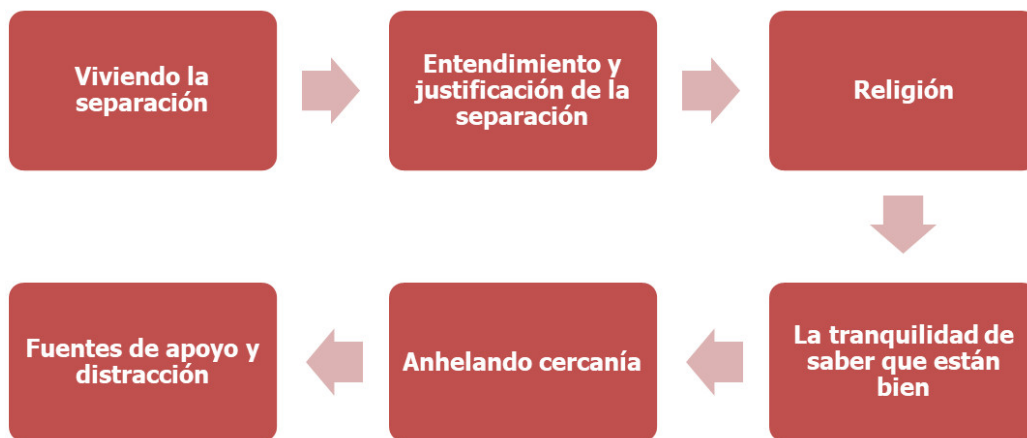 Viviendo la
separación
Entendimiento y
justificación de la
separación
Religión
La tranquilidad de
saber que están
bien
Anhelando cercanía
Fuentes de apoyo y
distracción